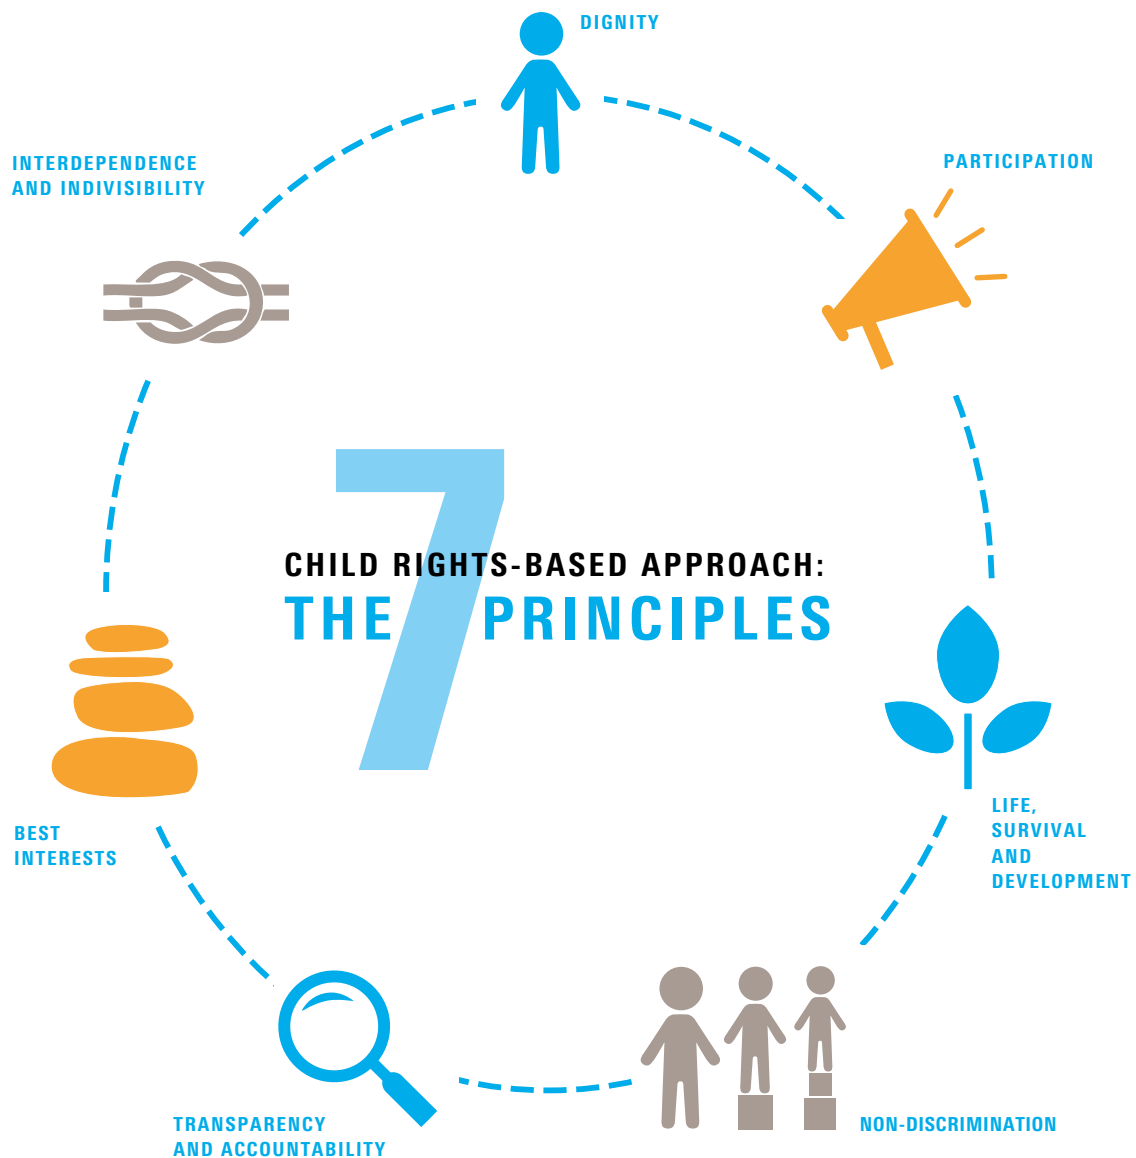 DIGNITY
PARTICIPATION
INTERDEPENDENCE
AND INDIVISIBILITY
CHILD RIGHTS-BASED APPROACH:
THE 7 PRINCIPLES
LIFE,
SURVIVAL
AND
DEVELOPMENT
BEST
INTERESTS
NON-DISCRIMINATION
TRANSPARENCY
AND ACCOUNTABILITY